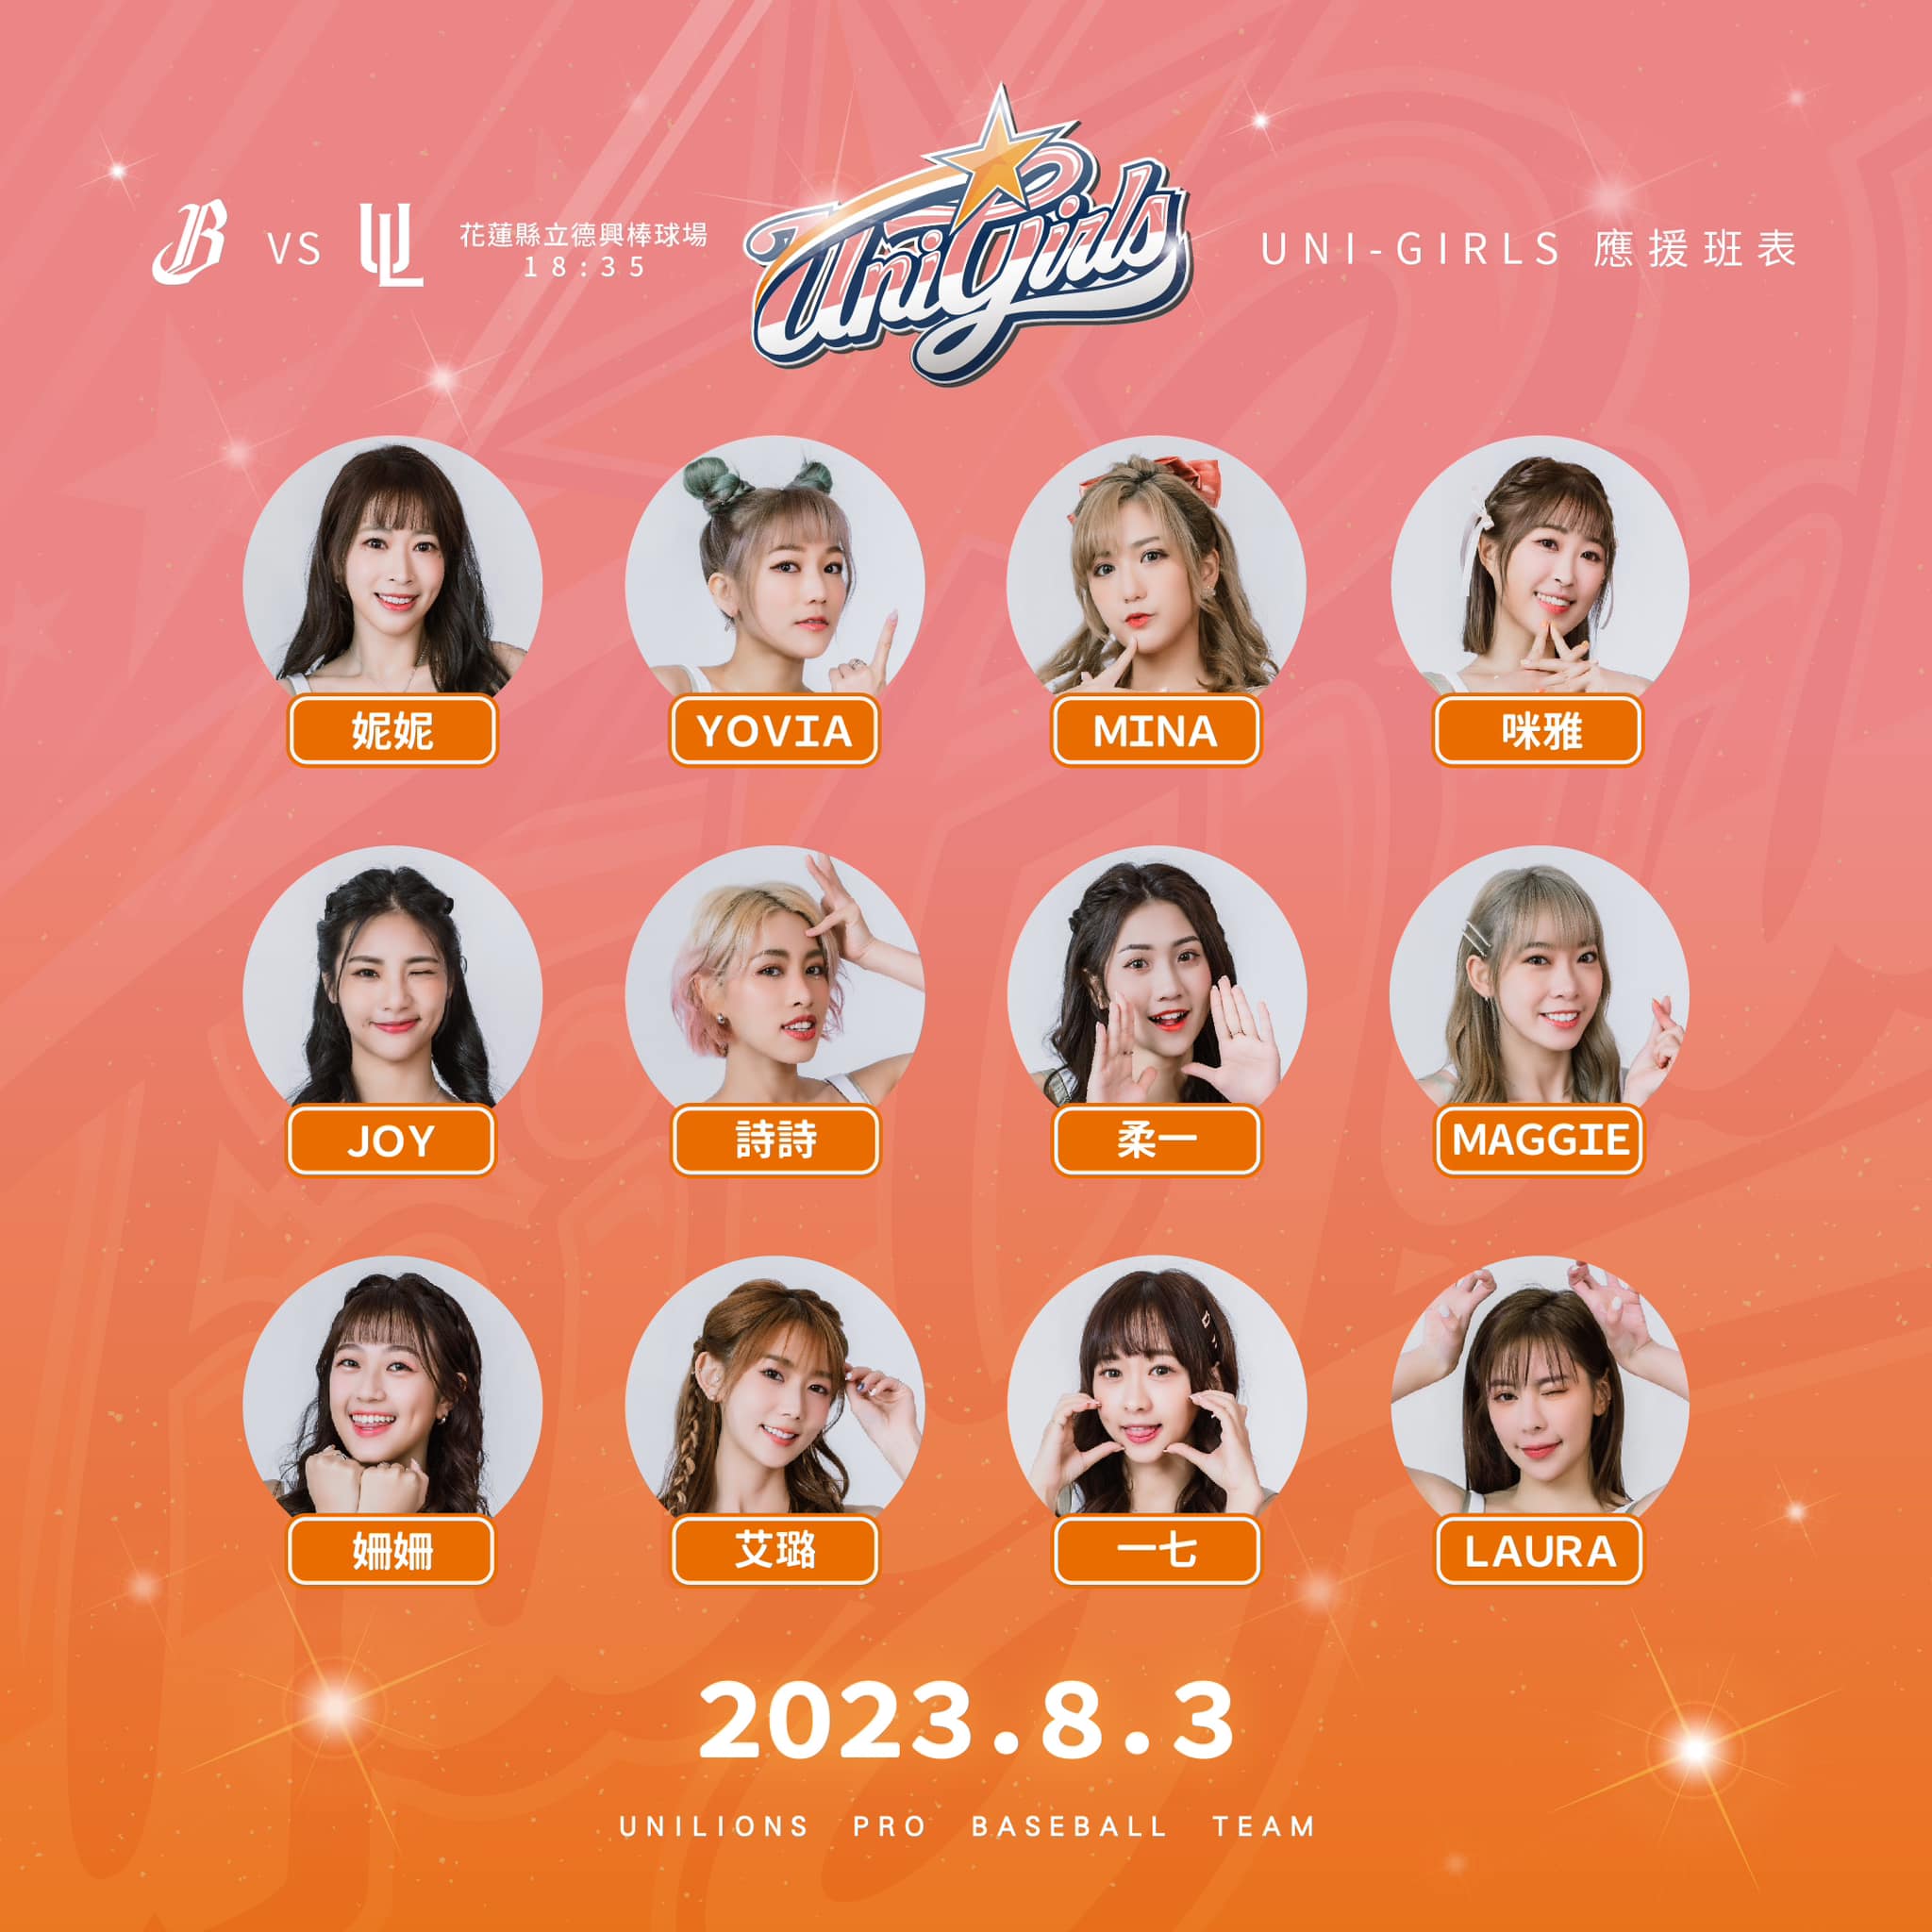 B VS UL
花蓮縣立德興棒球場
18:35
UniGirls
UNI-GIRLS 應援班表
妮妮
YOVIA
MINA
咪雅
JOY
詩詩
柔一
MAGGIE
姍姍
艾璐
一七
LAURA
2023.8.3
UNILIONS PRO BASEBALL TEAM